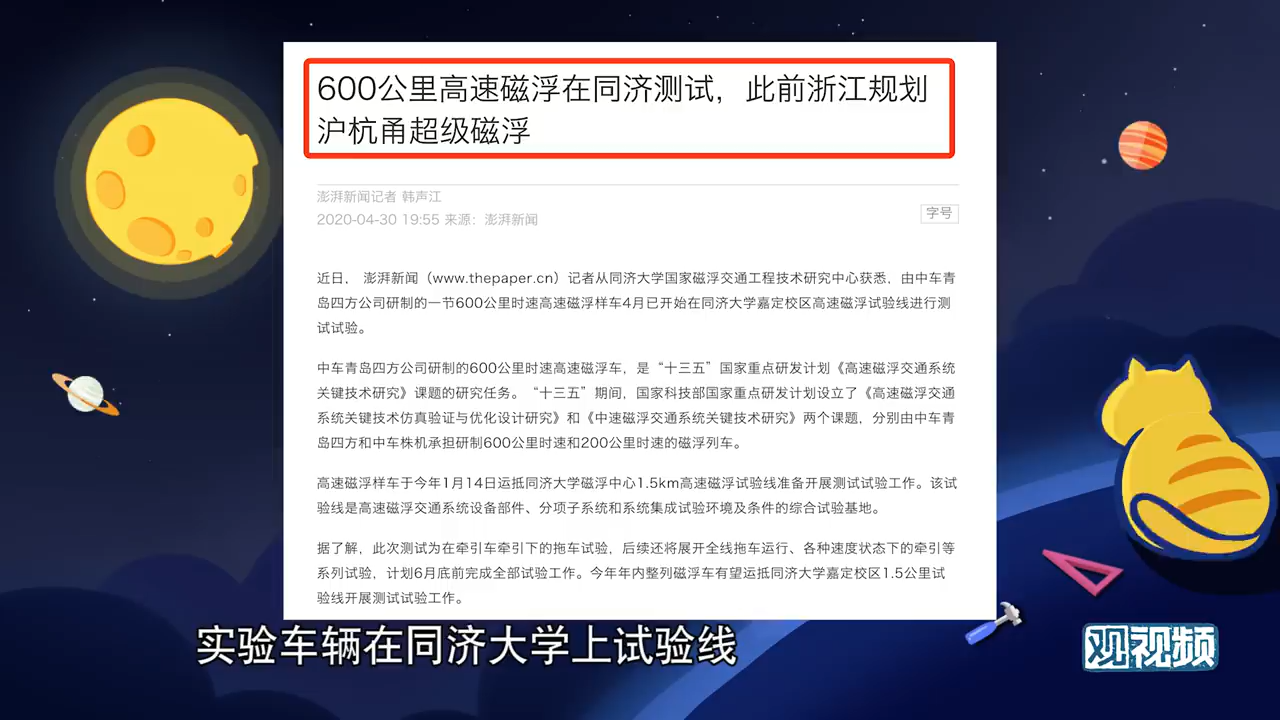 600公里高速磁浮在同济测试，此前浙江规划
沪杭甬超级磁浮
澎湃新闻记者 韩声江
2020-04-30 19:55 来源：澎湃新闻
字号
近日， 澎湃新闻（www.thepaper.cn）记者从同济大学国家磁浮交通工程技术研究中心获悉，由中车青
岛四方公司研制的一节600公里时速高速磁浮样车4月已开始在同济大学嘉定校区高速磁浮试验线进行测
试试验。
中车青岛四方公司研制的600公里时速高速磁浮车，是“十三五”国家重点研发计划《高速磁浮交通系统
关键技术研究》课题的研究任务。“十三五”期间，国家科技部国家重点研发计划设立了《高速磁浮交通
系统关键技术仿真验证与优化设计研究》和《中速磁浮交通系统关键技术研究》两个课题，分别由中车青
岛四方和中车株机承担研制600公里时速和200公里时速的磁浮列车。
高速磁浮样车于今年1月14日运抵同济大学磁浮中心1.5km高速磁浮试验线准备开展测试试验工作。该试
验线是高速磁浮交通系统设备部件、分项子系统和系统集成试验环境及条件的综合试验基地。
据了解，此次测试为在牵引车牵引下的拖车试验，后续还将展开全线拖车运行、各种速度状态下的牵引等
系列试验，计划6月底前完成全部试验工作。今年年内整列磁浮车有望运抵同济大学嘉定校区1.5公里试
验线开展测试试验工作。
实验车辆在同济大学上试验线
观视频